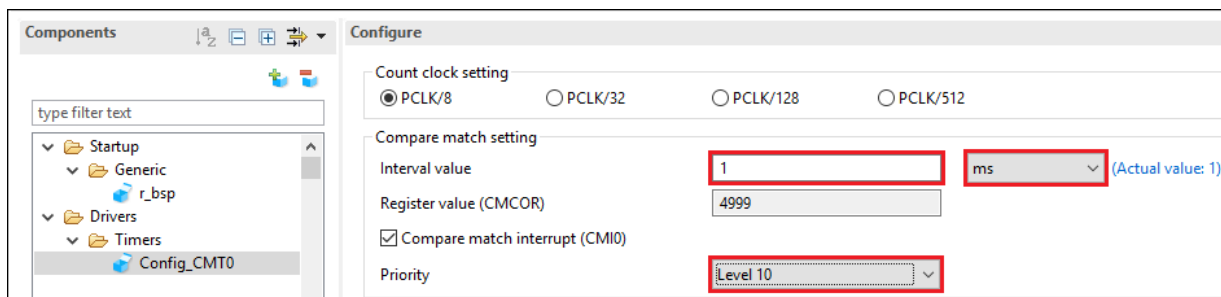 Components
Configure
Count clock setting
PCLK/8 PCLK/32 PCLK/128 PCLK/512
type filter text
Startup
Generic
r_bsp
Drivers
Timers
Config_CMT0
Compare match setting
Interval value 1 ms (Actual value: 1)
Register value (CMCOR) 4999
Compare match interrupt (CMI0)
Priority Level 10